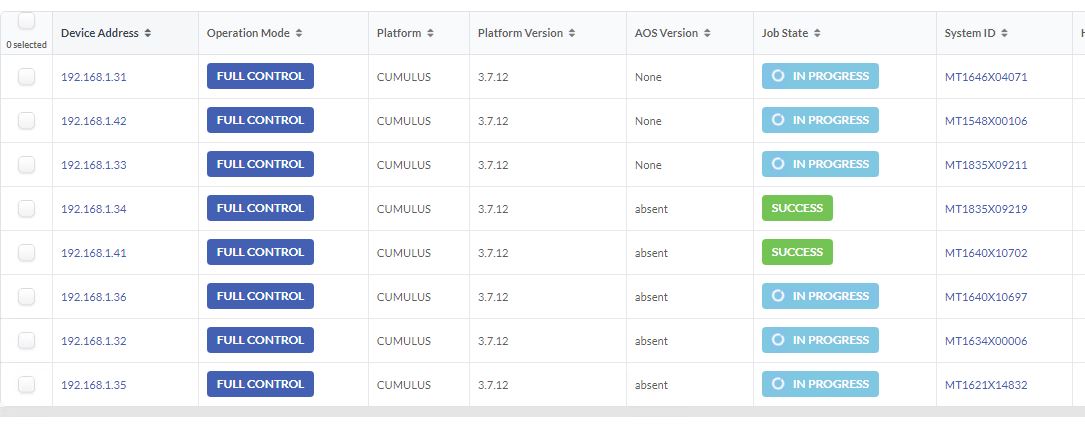 0 selected Device Address Operation Mode Platform Platform Version AOS Version Job State System ID
192.168.1.31 FULL CONTROL CUMULUS 3.7.12 None IN PROGRESS MT1646X04071
192.168.1.42 FULL CONTROL CUMULUS 3.7.12 None IN PROGRESS MT1548X00106
192.168.1.33 FULL CONTROL CUMULUS 3.7.12 None IN PROGRESS MT1835X09211
192.168.1.34 FULL CONTROL CUMULUS 3.7.12 absent SUCCESS MT1835X09219
192.168.1.41 FULL CONTROL CUMULUS 3.7.12 absent SUCCESS MT1640X10702
192.168.1.36 FULL CONTROL CUMULUS 3.7.12 absent IN PROGRESS MT1640X10697
192.168.1.32 FULL CONTROL CUMULUS 3.7.12 absent IN PROGRESS MT1634X00006
192.168.1.35 FULL CONTROL CUMULUS 3.7.12 absent IN PROGRESS MT1621X14832